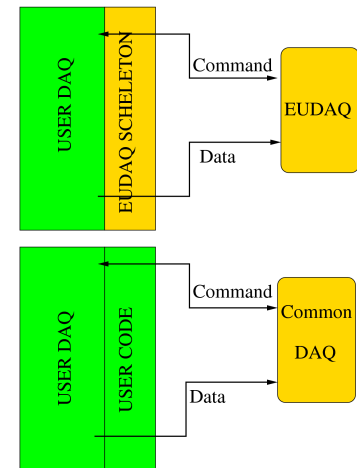 USER DAQ
EUDAQ SCHELETON
Command
EUDAQ
Data
USER DAQ
USER CODE
Command
Common
DAQ
Data